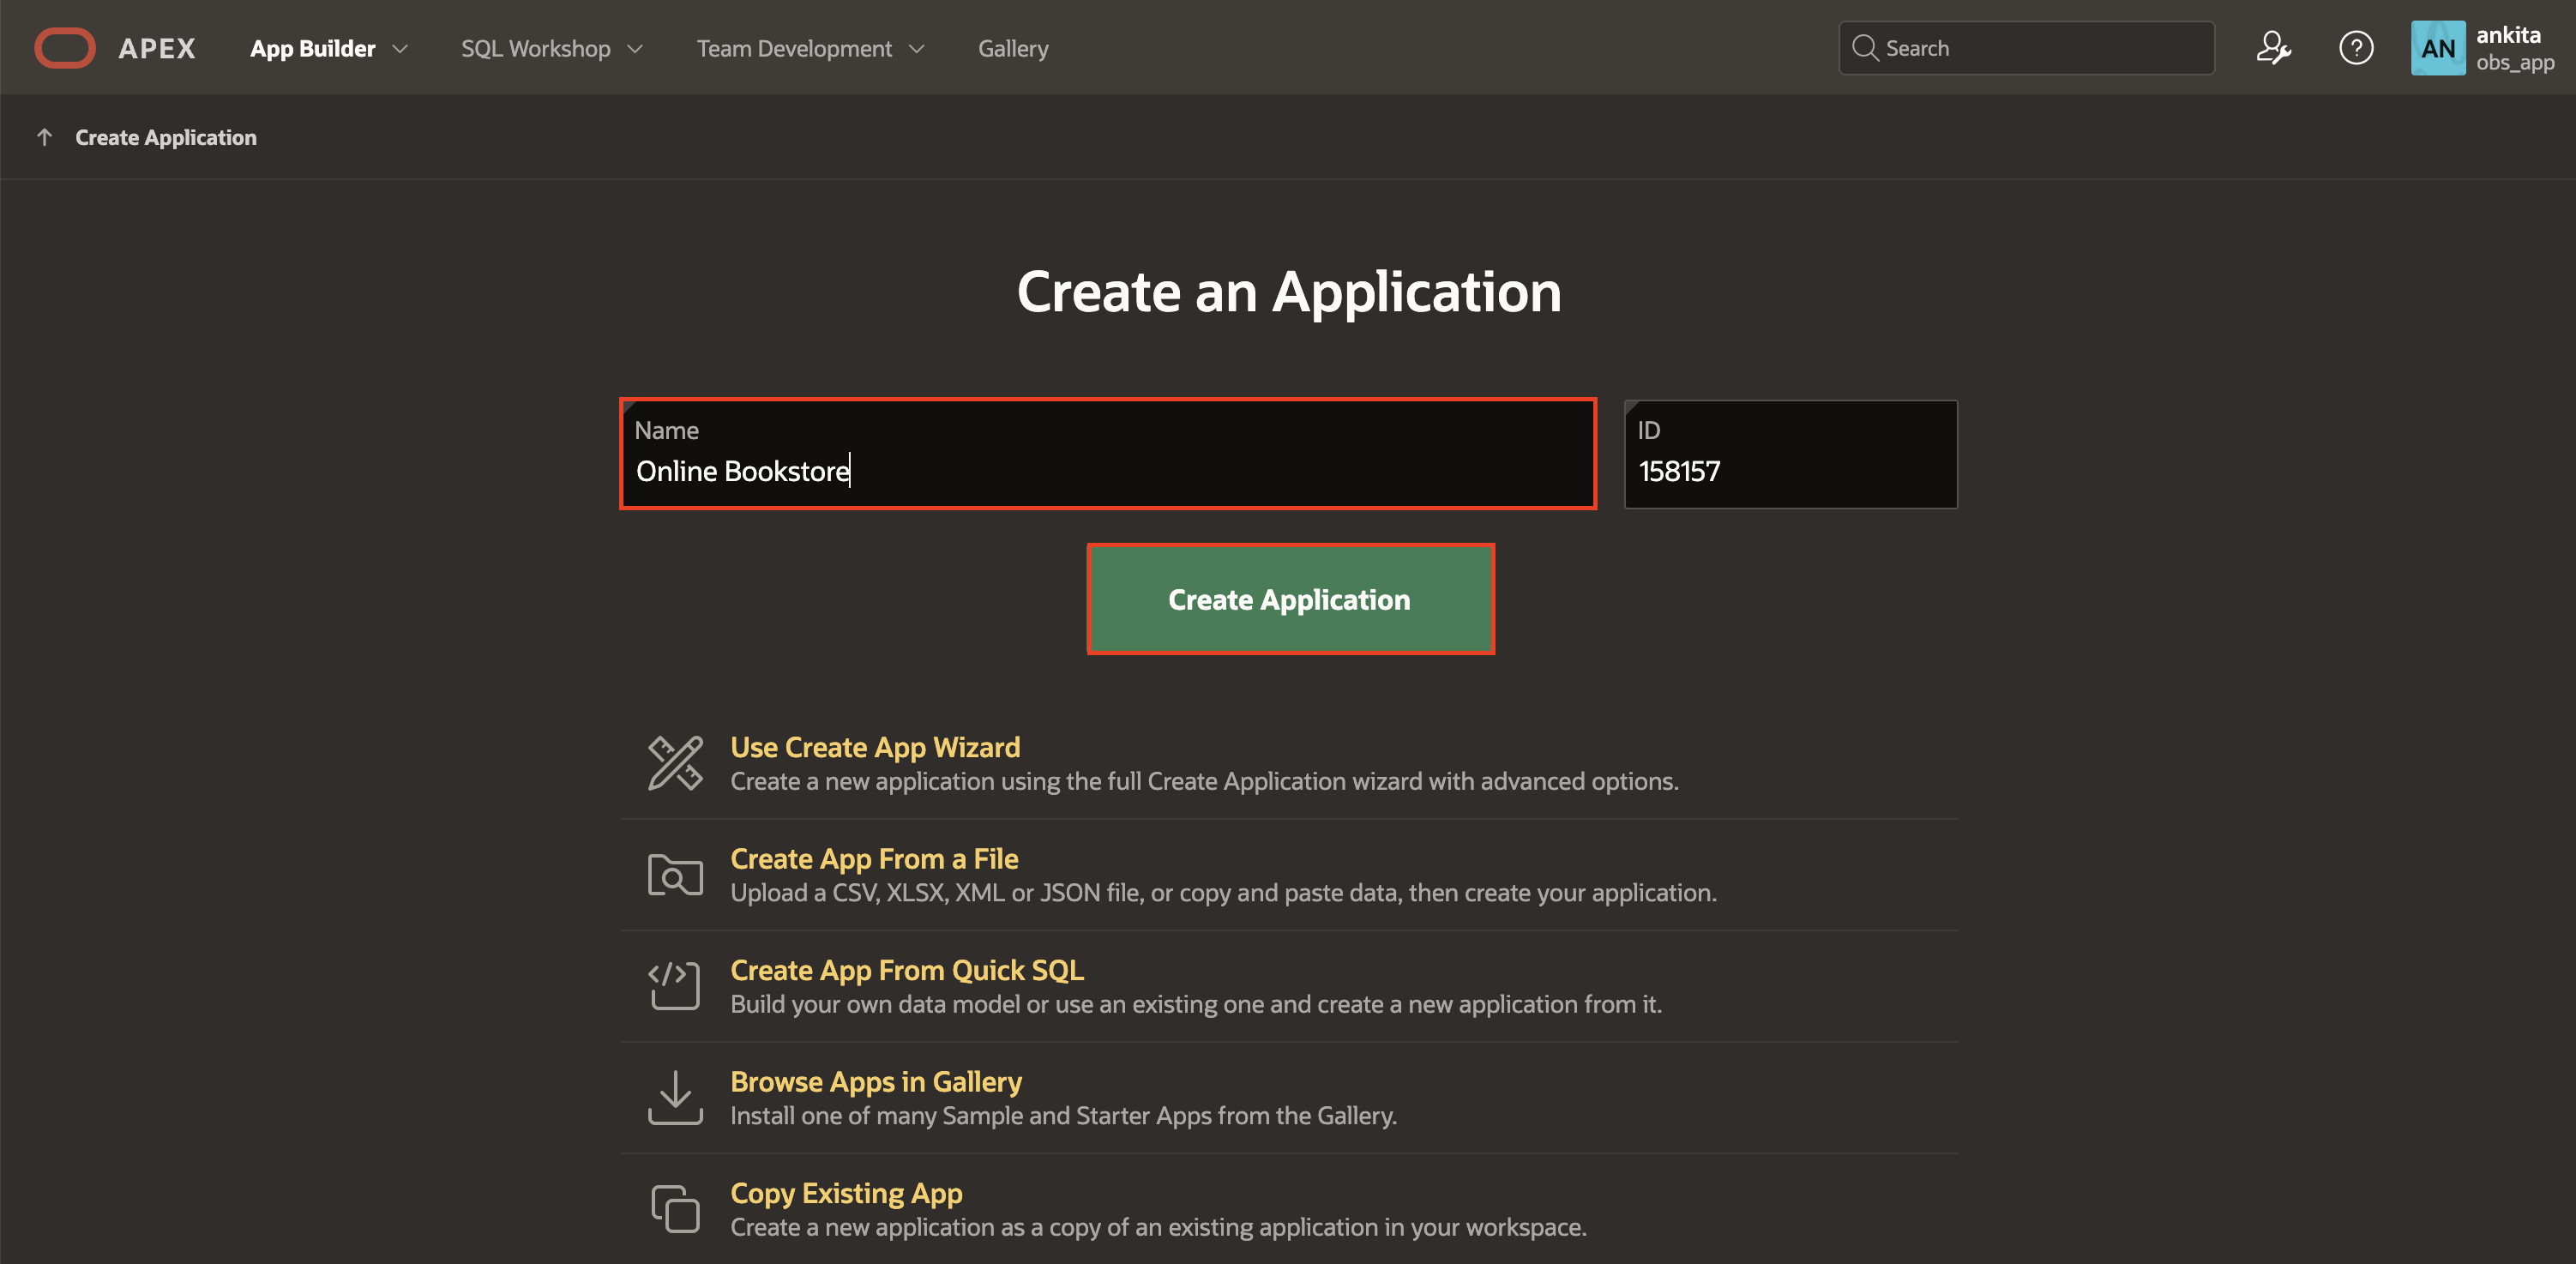 APEX App Builder SQL Workshop Team Development Gallery Search AN ankita
obs_app
Create Application
Create an Application
Name ID
Online Bookstore 158157
Create Application
Use Create App Wizard
Create a new application using the full Create Application wizard with advanced options.
Create App From a File
Upload a CSV, XLSX, XML or JSON file, or copy and paste data, then create your application.
Create App From Quick SQL
Build your own data model or use an existing one and create a new application from it.
Browse Apps in Gallery
Install one of many Sample and Starter Apps from the Gallery.
Copy Existing App
Create a new application as a copy of an existing application in your workspace.